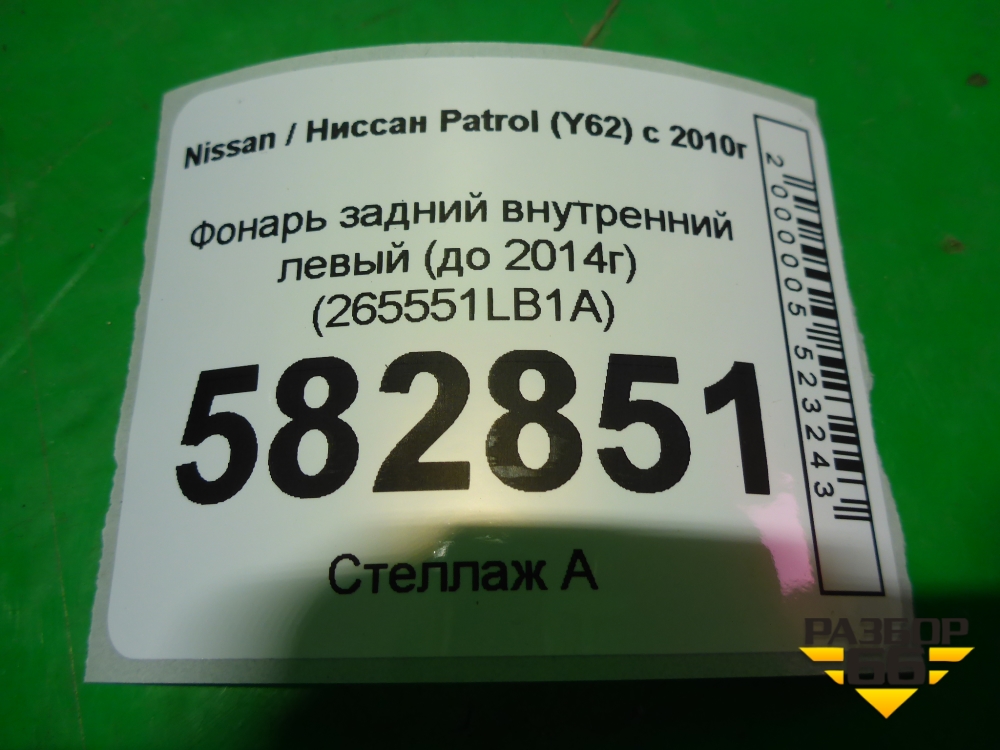 Nissan / Ниссан Patrol (Y62) с 2010г
Фонарь задний внутренний
левый (до 2014г)
(265551LB1A)
582851
Стеллаж А
2000005523243
РАЗБОР
66